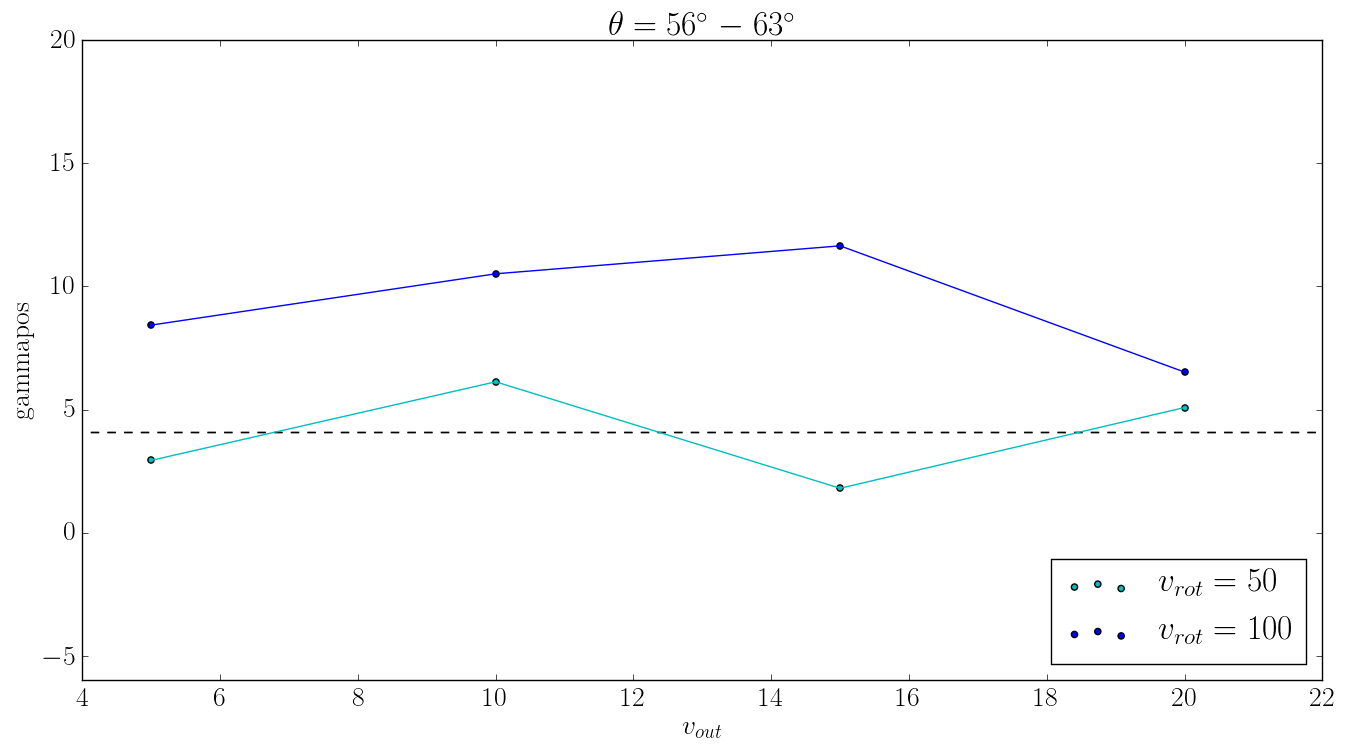 θ = 56° − 63°
20
15
10
5
0
−5
gammapos
4 6 8 10 12 14 16 18 20 22
v_out
v_rot = 50
v_rot = 100